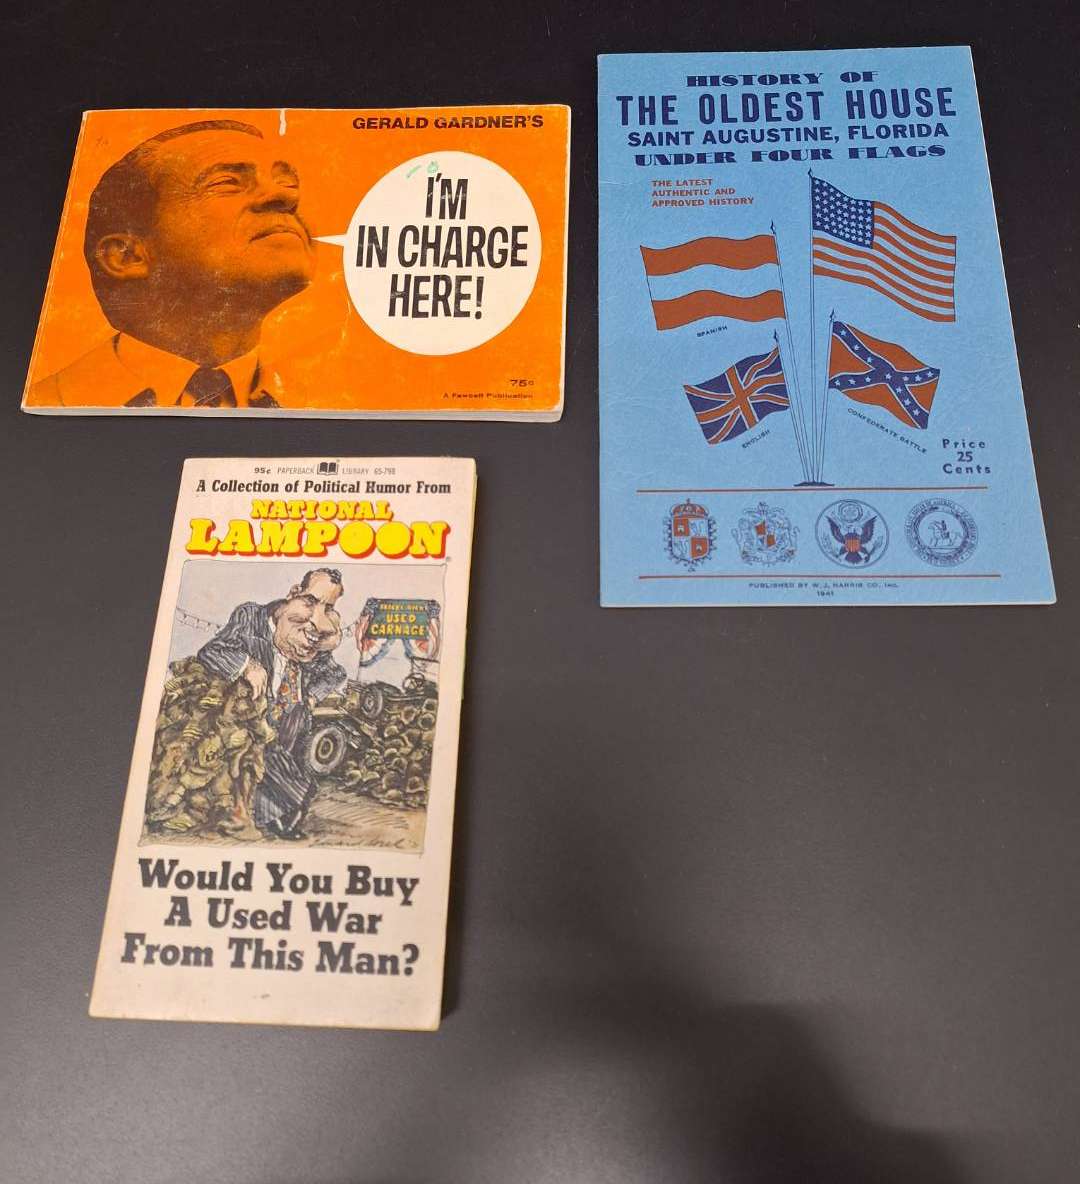 GERALD GARDNER'S
I'M
IN CHARGE
HERE!
75¢
A Fawcett Publication
HISTORY OF
THE OLDEST HOUSE
SAINT AUGUSTINE, FLORIDA
UNDER FOUR FLAGS
THE LATEST
AUTHENTIC AND
APPROVED HISTORY
SPANISH
ENGLISH
CONFEDERATE BATTLE
Price
25
Cents
PUBLISHED BY W. J. HARRIS CO., INC.
1941
95¢ PAPERBACK LIBRARY 65-798
A Collection of Political Humor From
NATIONAL
LAMPOON
USED
CARNAGE
Would You Buy
A Used War
From This Man?